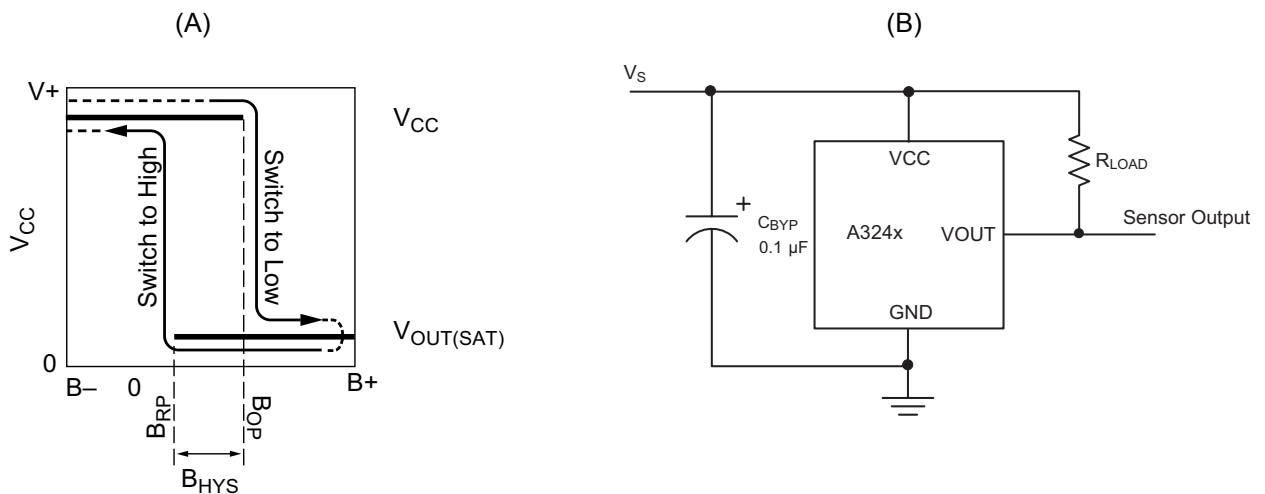 (A)
V+
VCC
VCC
Switch to High
Switch to Low
VOUT(SAT)
0
B–
0
B+
BRP
BOP
BHYS
(B)
VS
VCC
RLOAD
+
CBYP
0.1 µF
A324x
VOUT
Sensor Output
GND